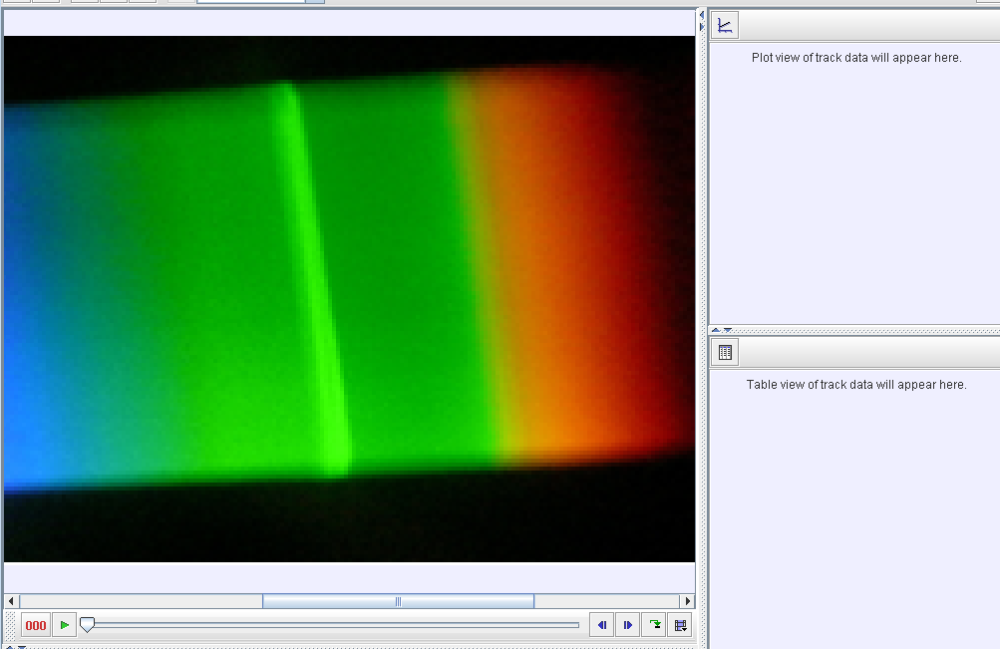 Plot view of track data will appear here.
Table view of track data will appear here.
000